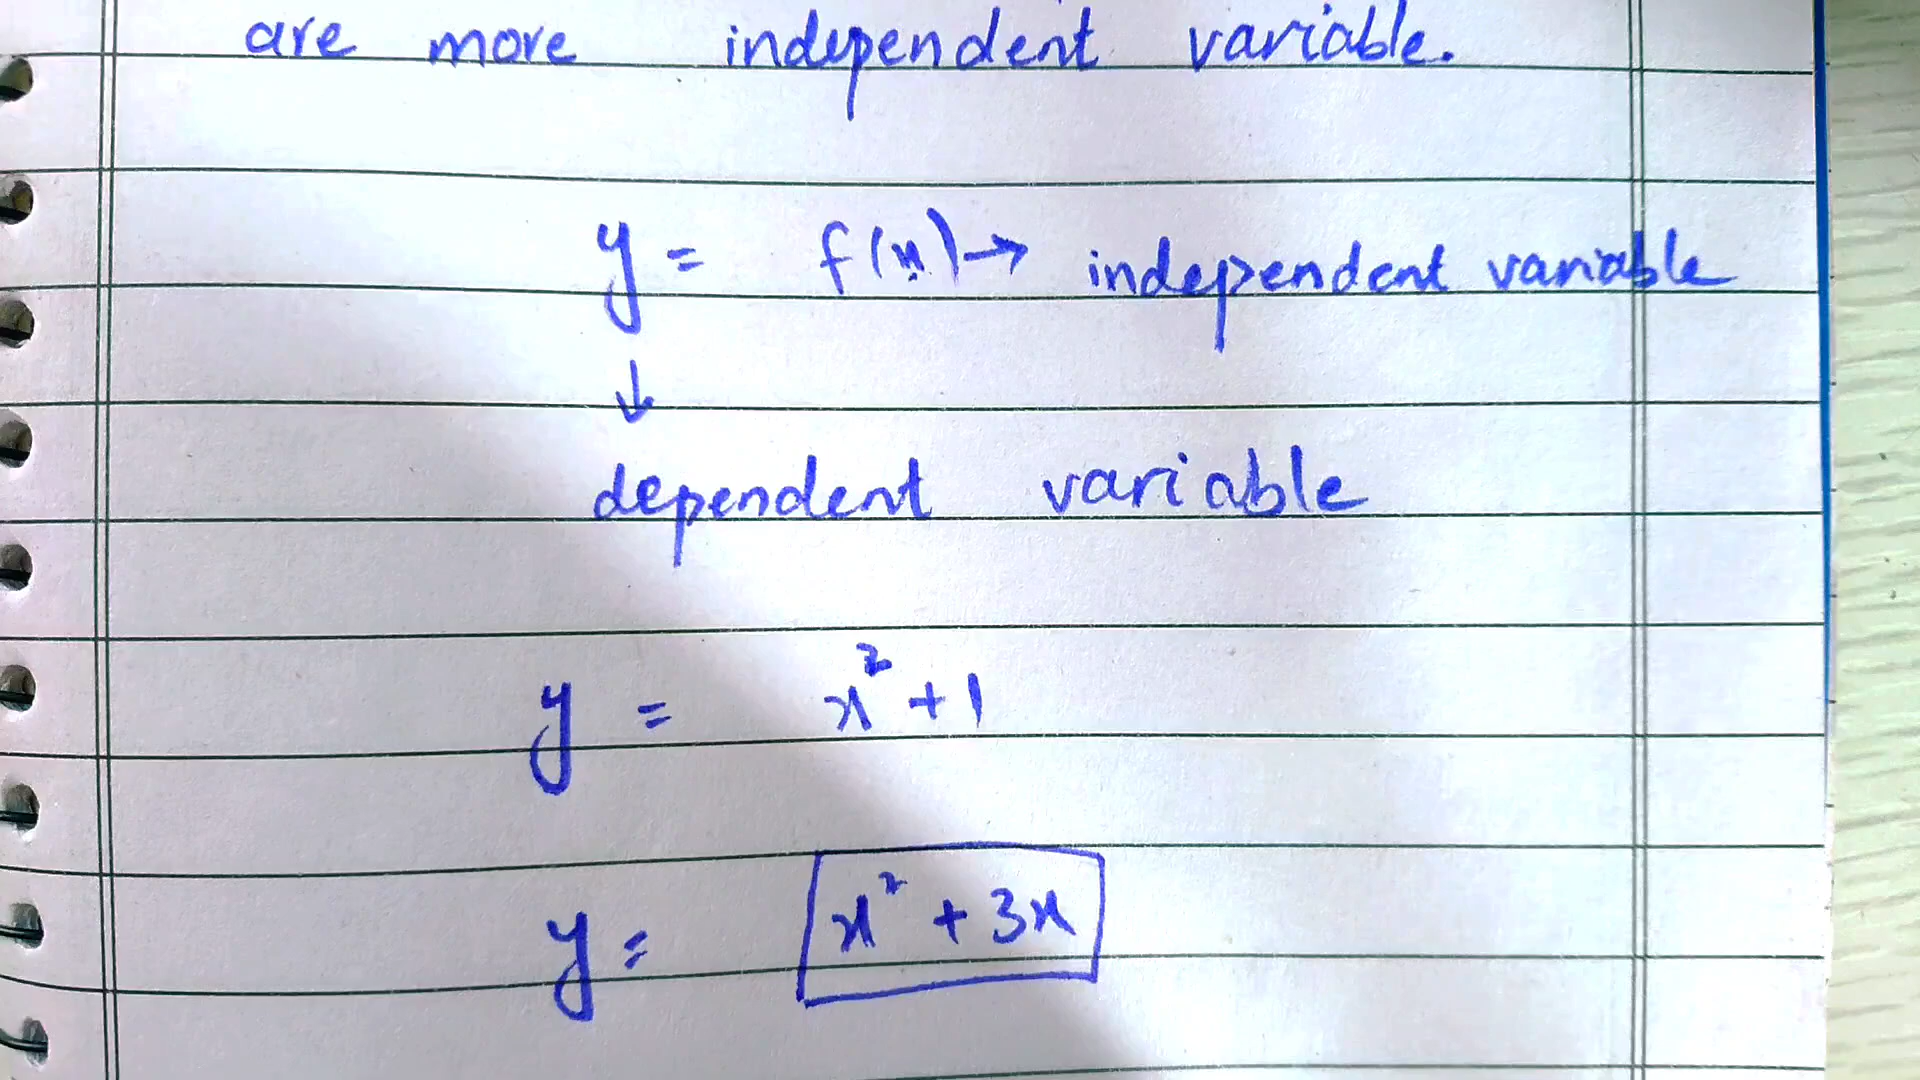 are more independent variable.
y = f(x) → independent variable
↓
dependent variable
y = x² + 1
y = x² + 3x